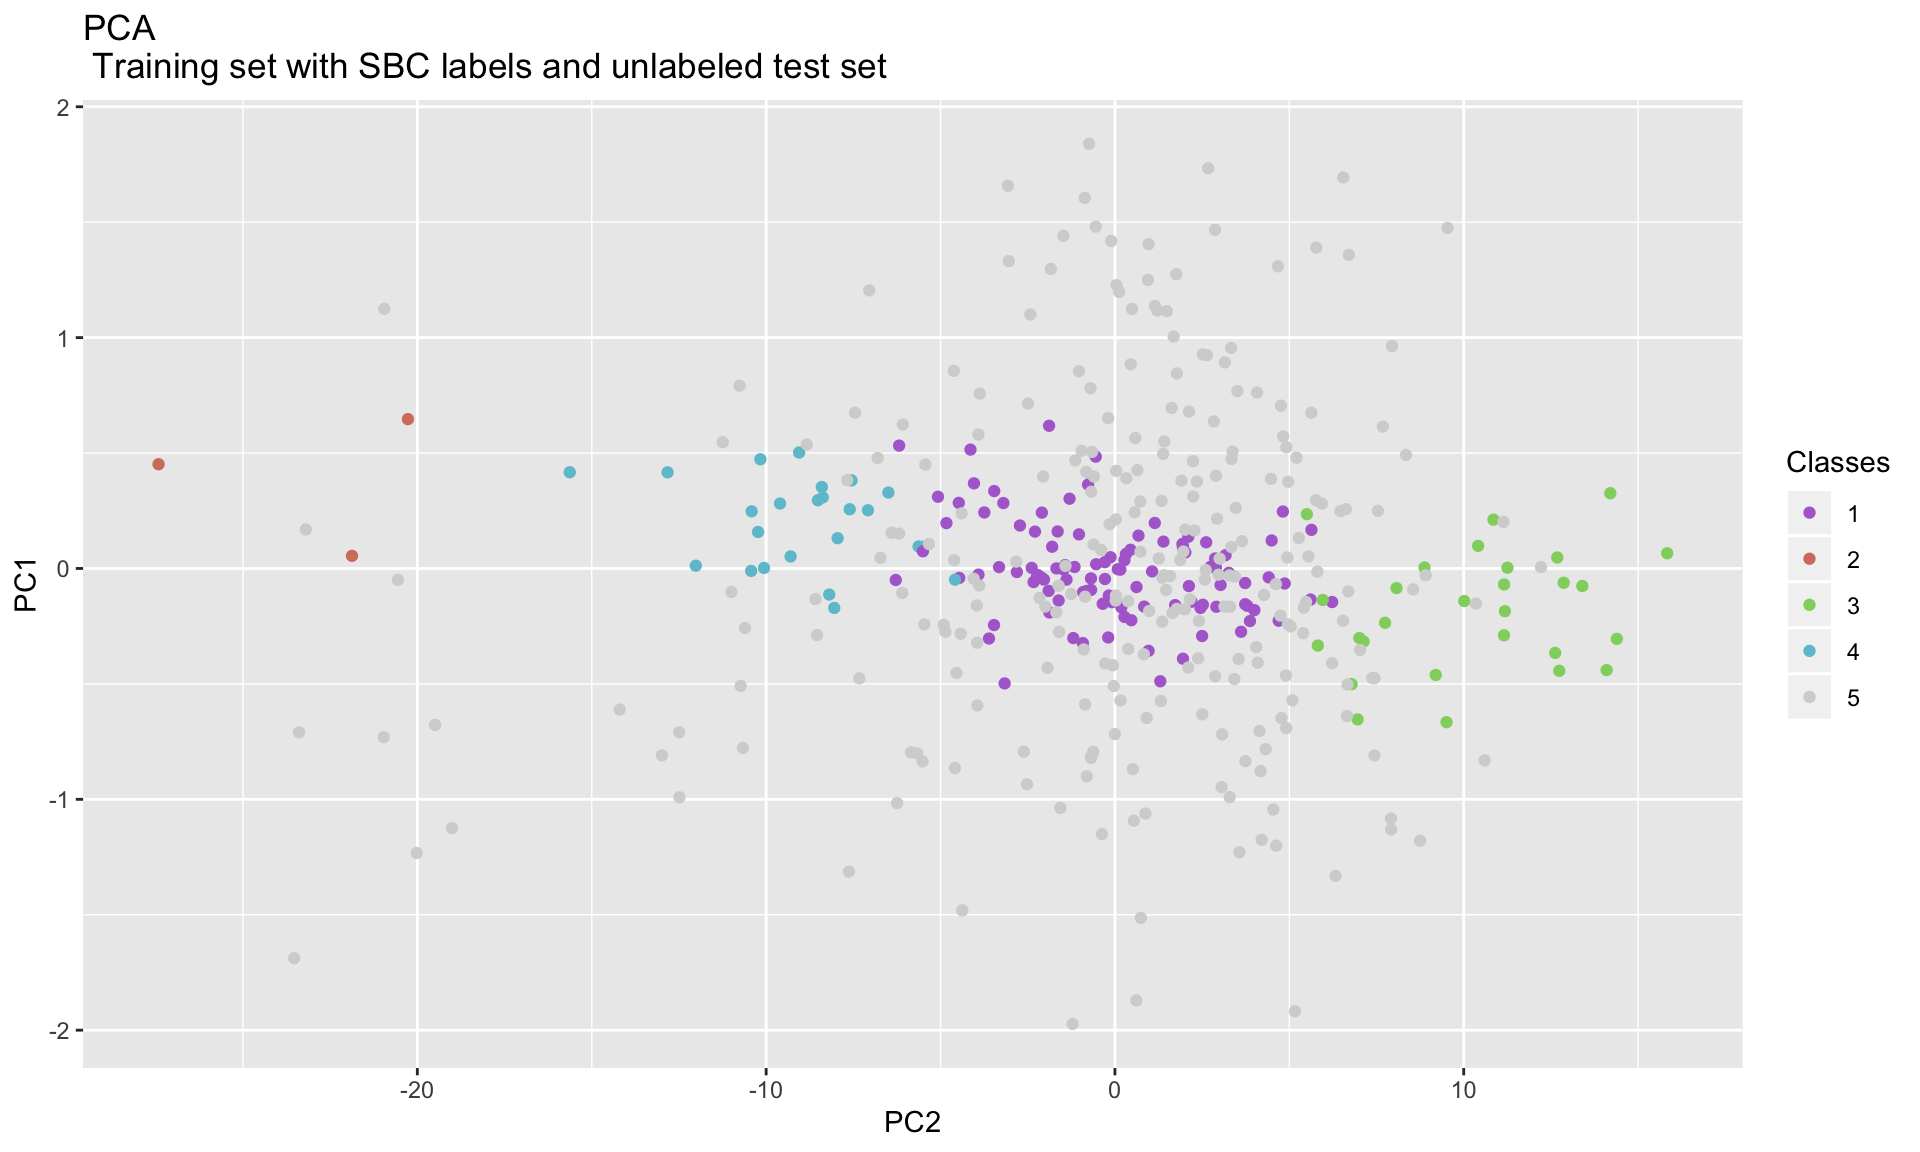 PCA
Training set with SBC labels and unlabeled test set
2
1
0
-1
-2
PC1
-20
-10
0
10
PC2
Classes
1
2
3
4
5